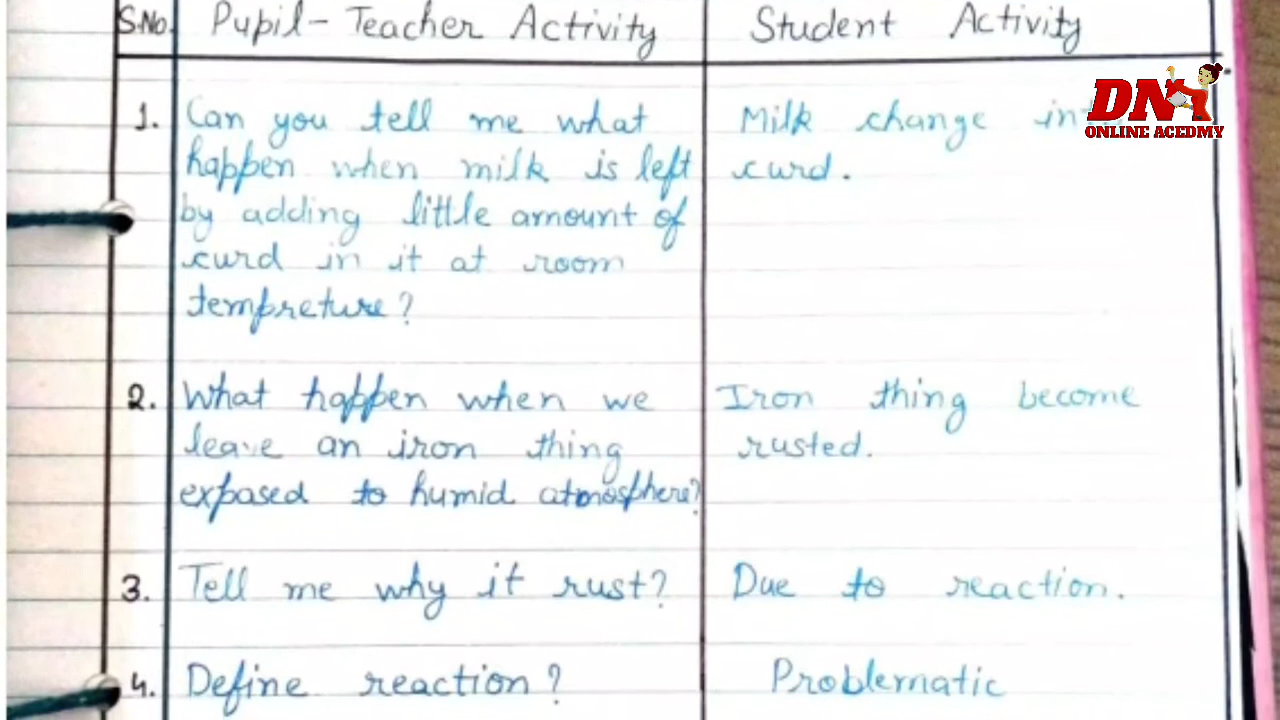 S.No. Pupil-Teacher Activity Student Activity
1. Can you tell me what
happen when milk is left
by adding little amount of
curd in it at room
tempreture?
Milk change
curd.
2. What happen when we
leave an iron thing
exposed to humid atmosphere?
Iron thing become
rusted.
3. Tell me why it rust?
Due to reaction.
4. Define reaction?
Problematic
DNA
ONLINE ACEDMY